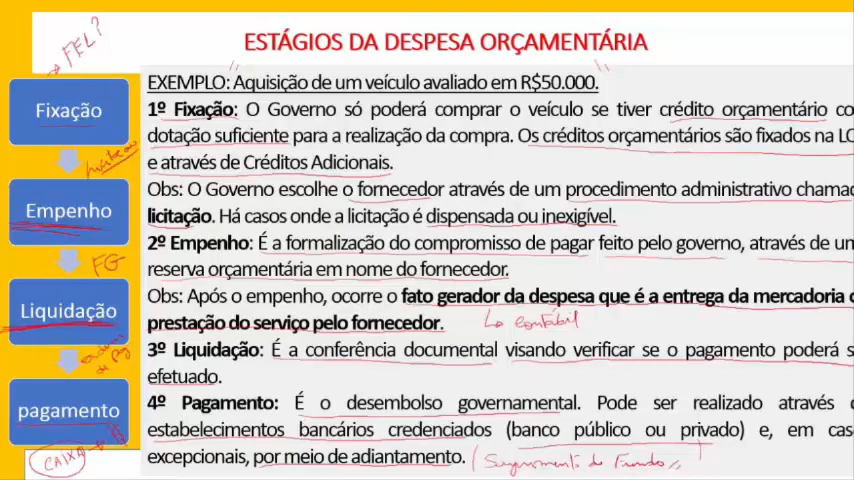 ESTÁGIOS DA DESPESA ORÇAMENTÁRIA
FEL?
Fixação
Empenho
FG
Liquidação
pagamento
CAIXA
EXEMPLO: Aquisição de um veículo avaliado em R$50.000.
1º Fixação: O Governo só poderá comprar o veículo se tiver crédito orçamentário co
dotação suficiente para a realização da compra. Os créditos orçamentários são fixados na LO
e através de Créditos Adicionais.
Obs: O Governo escolhe o fornecedor através de um procedimento administrativo chamad
licitação. Há casos onde a licitação é dispensada ou inexigível.
2º Empenho: É a formalização do compromisso de pagar feito pelo governo, através de um
reserva orçamentária em nome do fornecedor.
Obs: Após o empenho, ocorre o fato gerador da despesa que é a entrega da mercadoria o
prestação do serviço pelo fornecedor. Contábil
3º Liquidação: É a conferência documental visando verificar se o pagamento poderá s
efetuado.
4º Pagamento: É o desembolso governamental. Pode ser realizado através d
estabelecimentos bancários credenciados (banco público ou privado) e, em cas
excepcionais, por meio de adiantamento. (Suprimento de Fundo